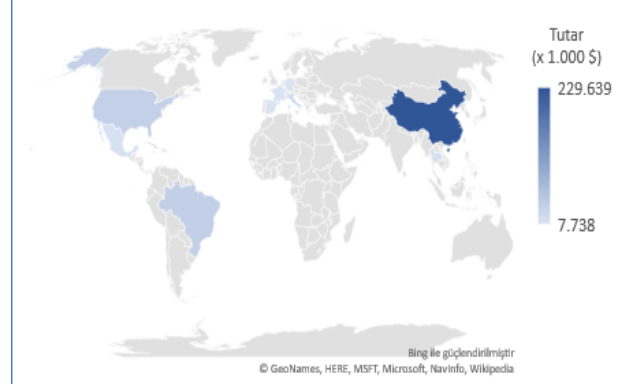 Tutar
(x 1.000 $)
229.639
7.738
Bing ile güçlendirilmiştir
© GeoNames, HERE, MSFT, Microsoft, NavInfo, Wikipedia